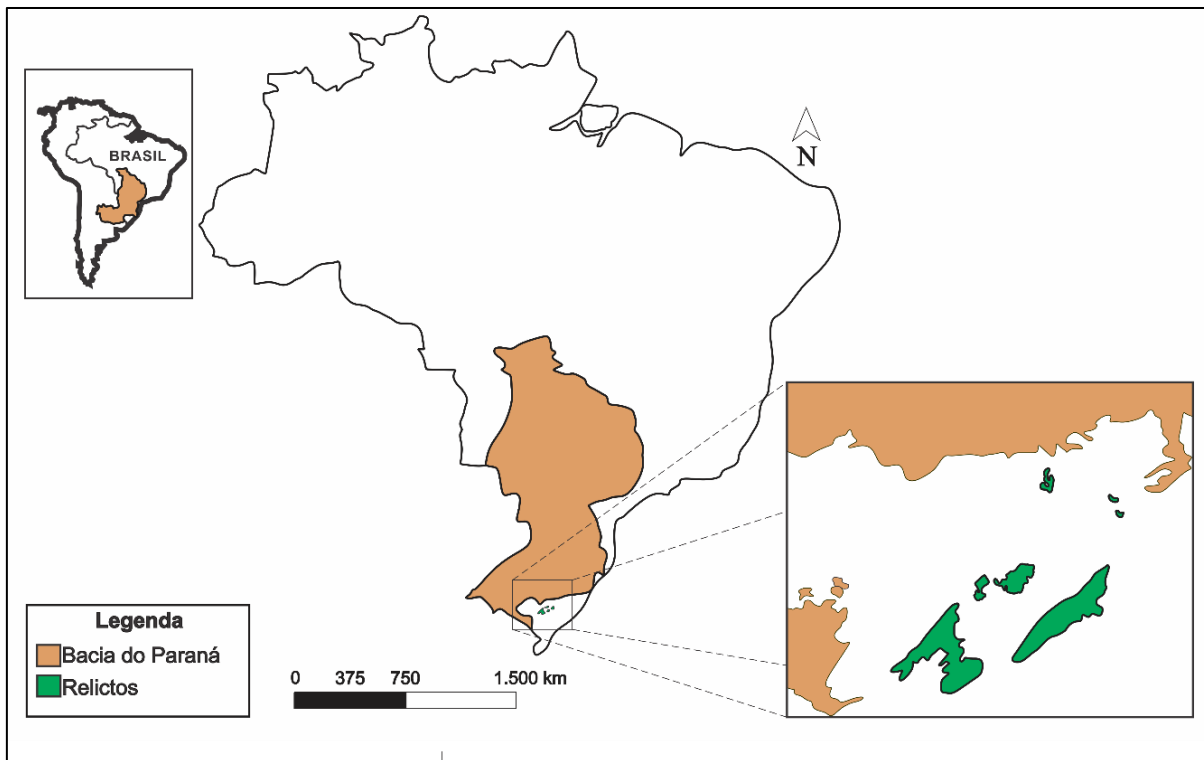 BRASIL
N
Legenda
Bacia do Paraná
Relictos
0 375 750 1.500 km